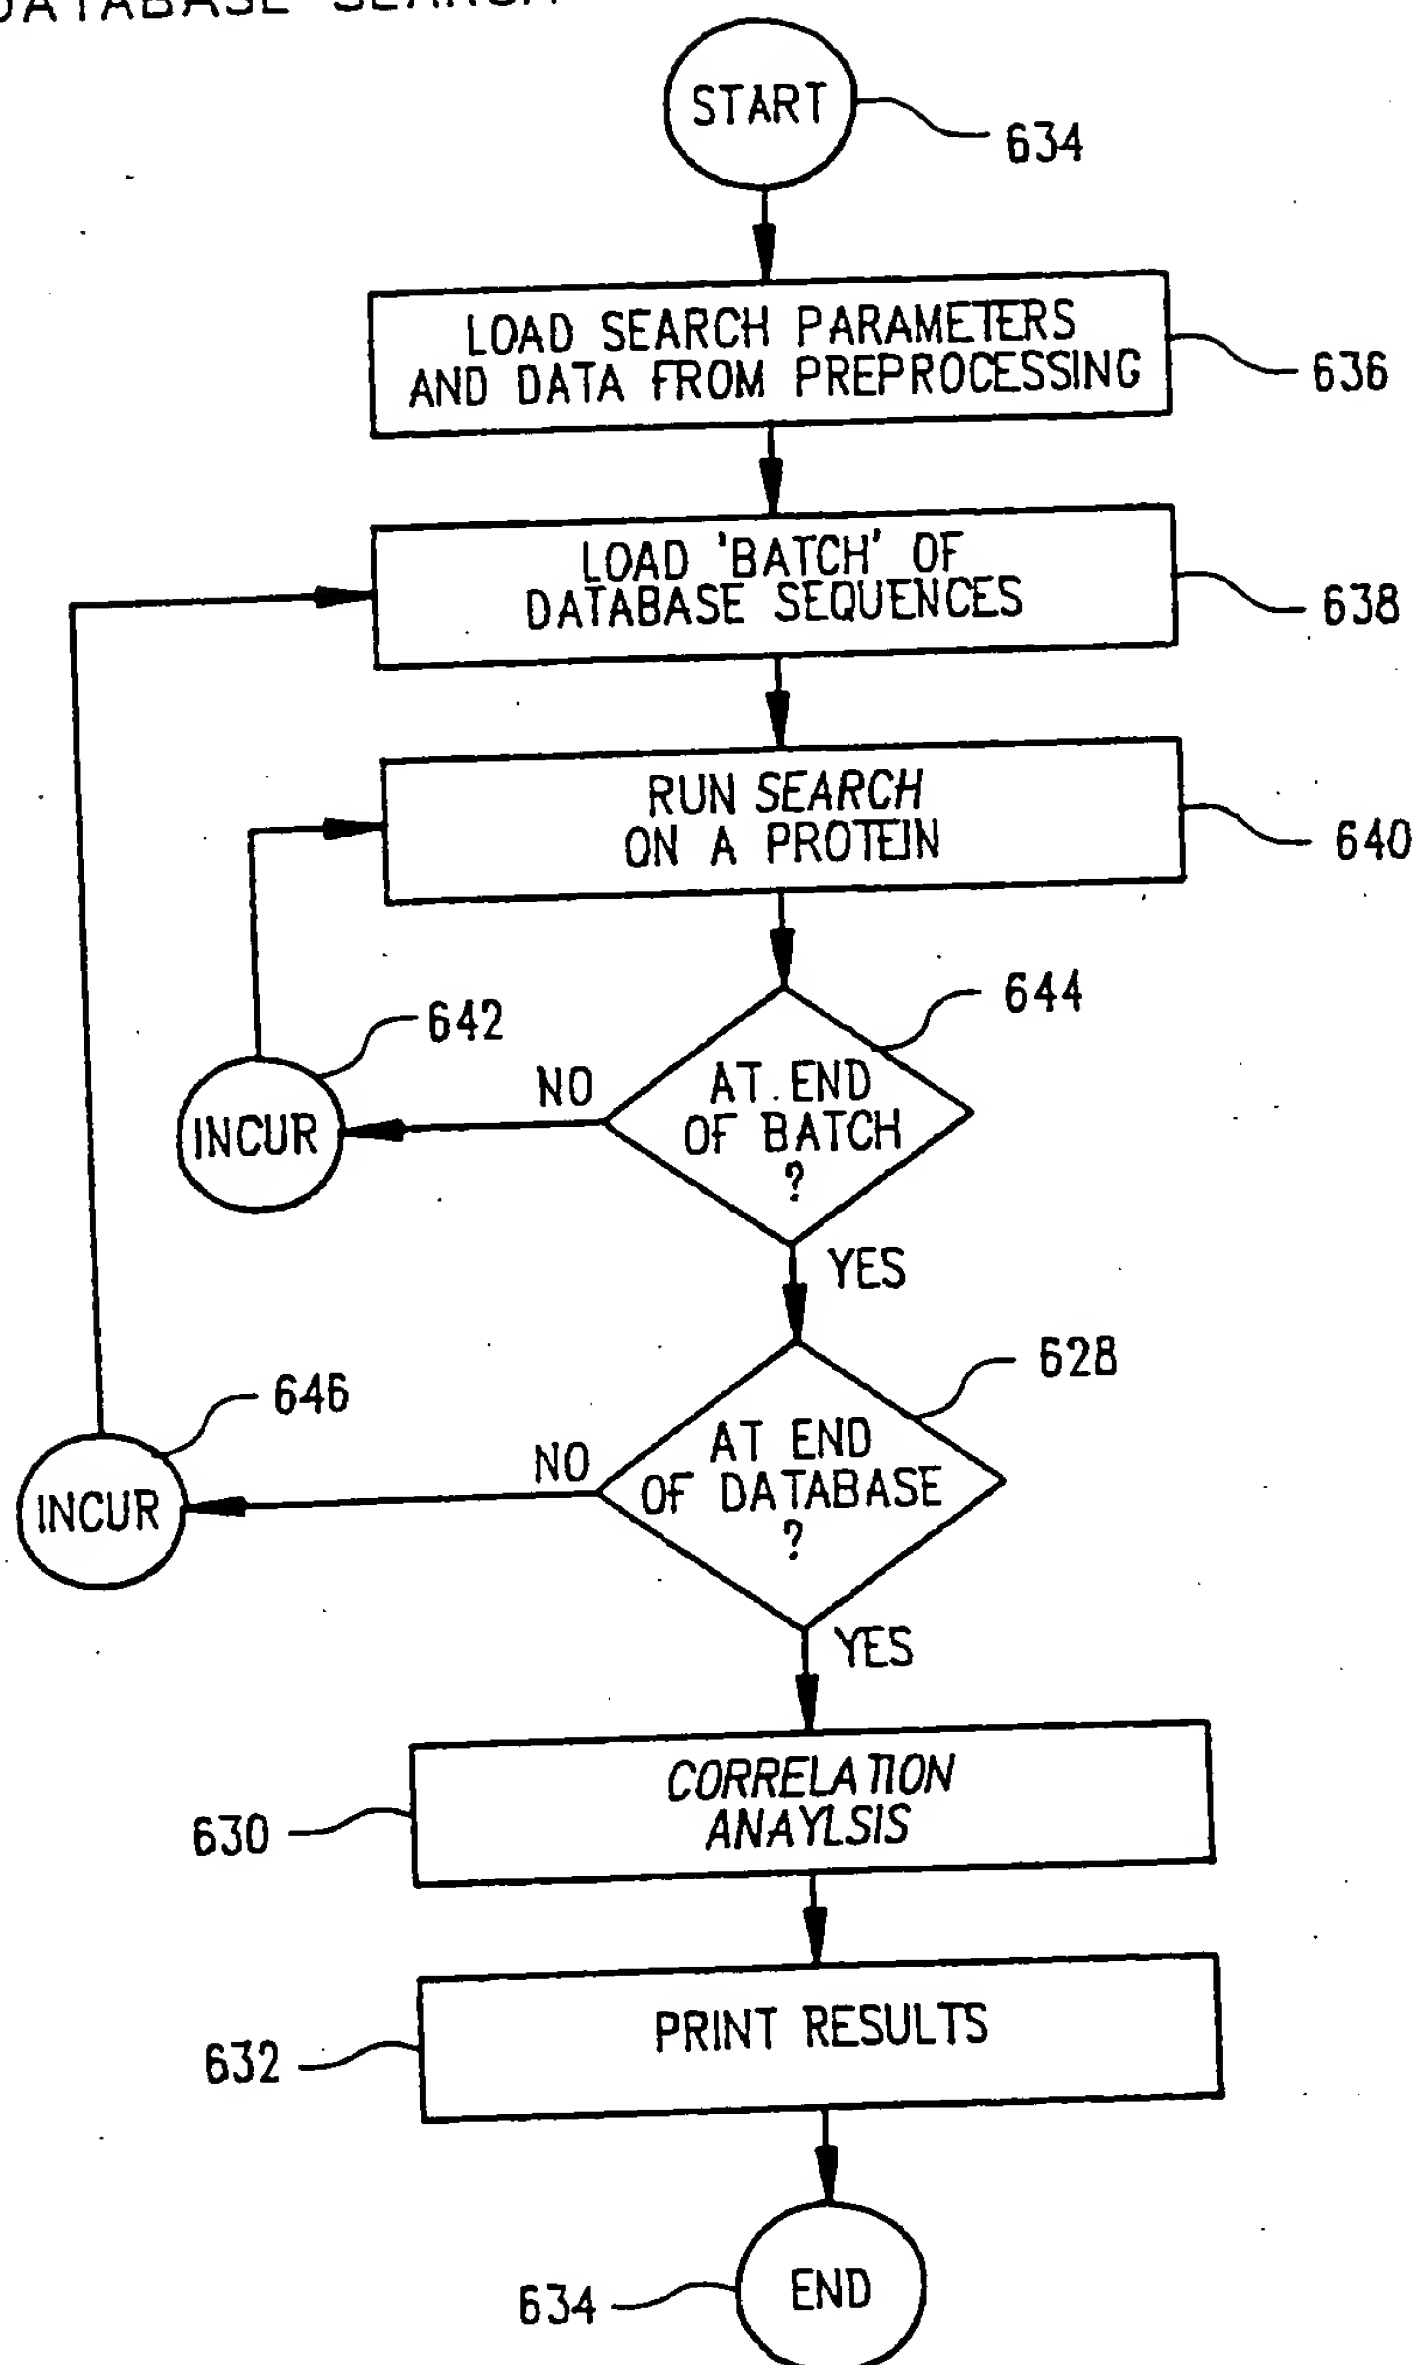 DATABASE SEARCH
START
634
LOAD SEARCH PARAMETERS
AND DATA FROM PREPROCESSING
636
LOAD 'BATCH' OF
DATABASE SEQUENCES
638
RUN SEARCH
ON A PROTEIN
640
644
642
NO
AT END
OF BATCH
?
INCUR
YES
628
646
NO
AT END
OF DATABASE
?
INCUR
YES
CORRELATION
ANAYLSIS
630
PRINT RESULTS
632
END
634